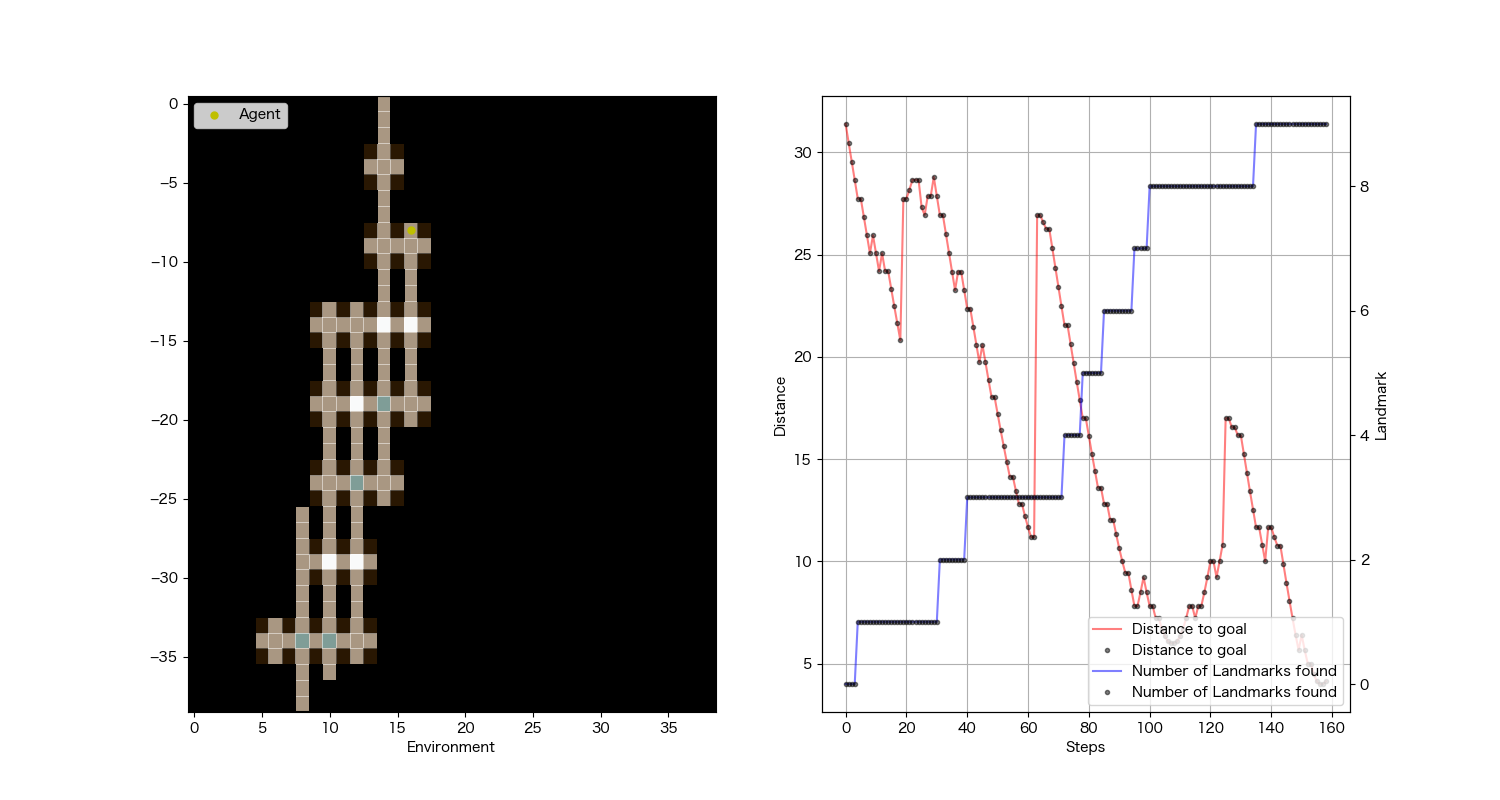 Agent
0
−5
−10
−15
−20
−25
−30
−35
0 5 10 15 20 25 30 35
Environment
Distance
30
25
20
15
10
5
0 20 40 60 80 100 120 140 160
Steps
8
6
4
2
0
Landmark
Distance to goal
Distance to goal
Number of Landmarks found
Number of Landmarks found